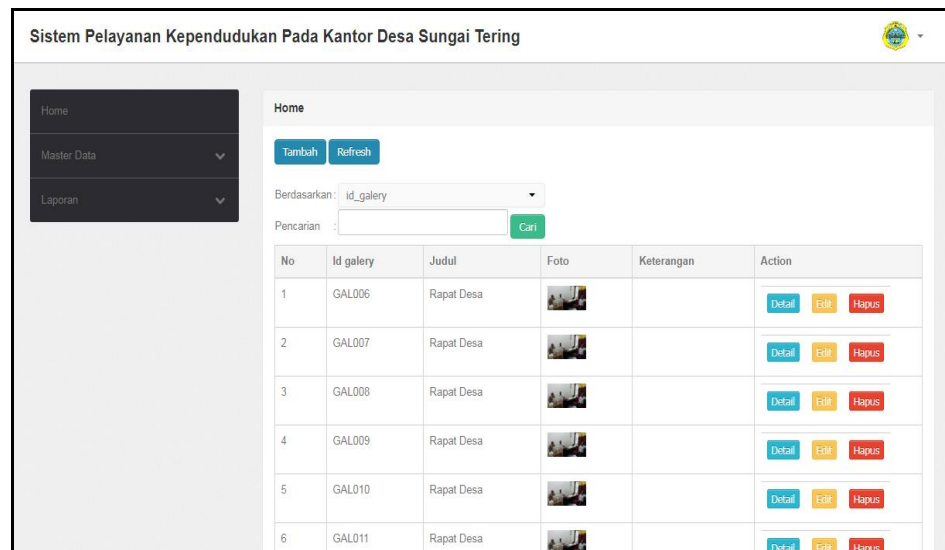 Sistem Pelayanan Kependudukan Pada Kantor Desa Sungai Tering
Home
Master Data
Laporan
Home
Tambah Refresh
Berdasarkan : id_galery
Pencarian : Cari
No Id galery Judul Foto Keterangan Action
1 GAL006 Rapat Desa Detail Edit Hapus
2 GAL007 Rapat Desa Detail Edit Hapus
3 GAL008 Rapat Desa Detail Edit Hapus
4 GAL009 Rapat Desa Detail Edit Hapus
5 GAL010 Rapat Desa Detail Edit Hapus
6 GAL011 Rapat Desa Detail Edit Hapus